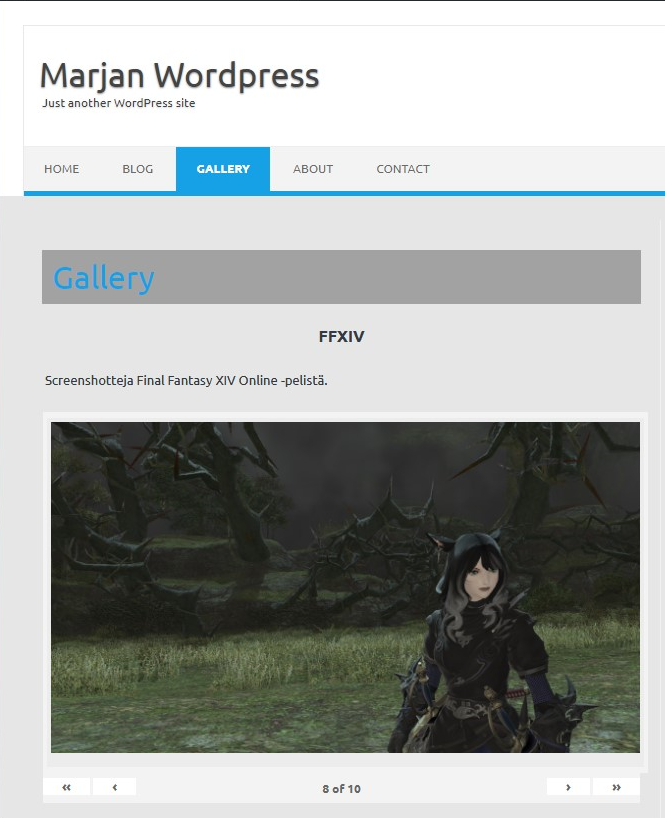 Marjan Wordpress
Just another WordPress site
HOME BLOG GALLERY ABOUT CONTACT
Gallery
FFXIV
Screenshotteja Final Fantasy XIV Online -pelistä.
« ‹ 8 of 10 › »